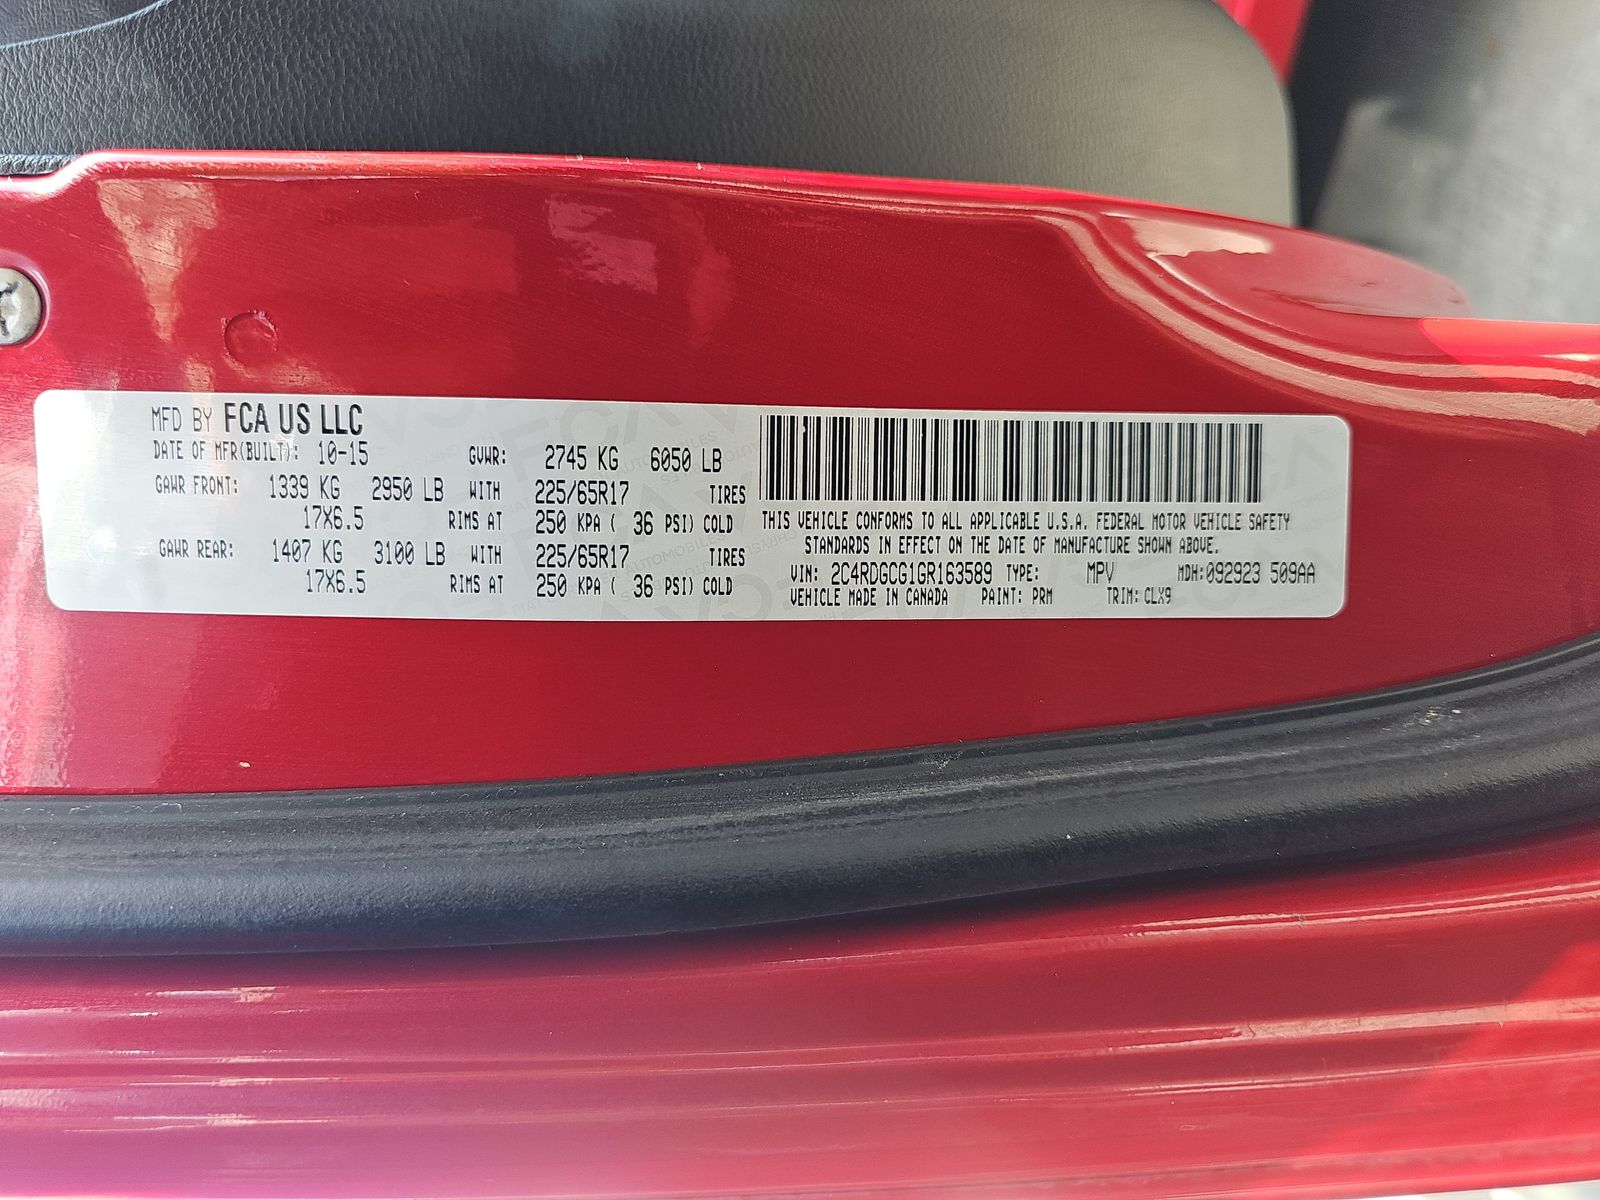 MFD BY FCA US LLC
DATE OF MFR(BUILT): 10-15 GVWR: 2745 KG 6050 LB
GAWR FRONT: 1339 KG 2950 LB WITH 225/65R17 TIRES
17X6.5 RIMS AT 250 KPA ( 36 PSI) COLD
GAWR REAR: 1407 KG 3100 LB WITH 225/65R17 TIRES
17X6.5 RIMS AT 250 KPA ( 36 PSI) COLD
THIS VEHICLE CONFORMS TO ALL APPLICABLE U.S.A. FEDERAL MOTOR VEHICLE SAFETY
STANDARDS IN EFFECT ON THE DATE OF MANUFACTURE SHOWN ABOVE.
VIN: 2C4RDGCG1GR163589 TYPE: MPV MDH:092923 509AA
VEHICLE MADE IN CANADA PAINT: PRM TRIM: CLX9